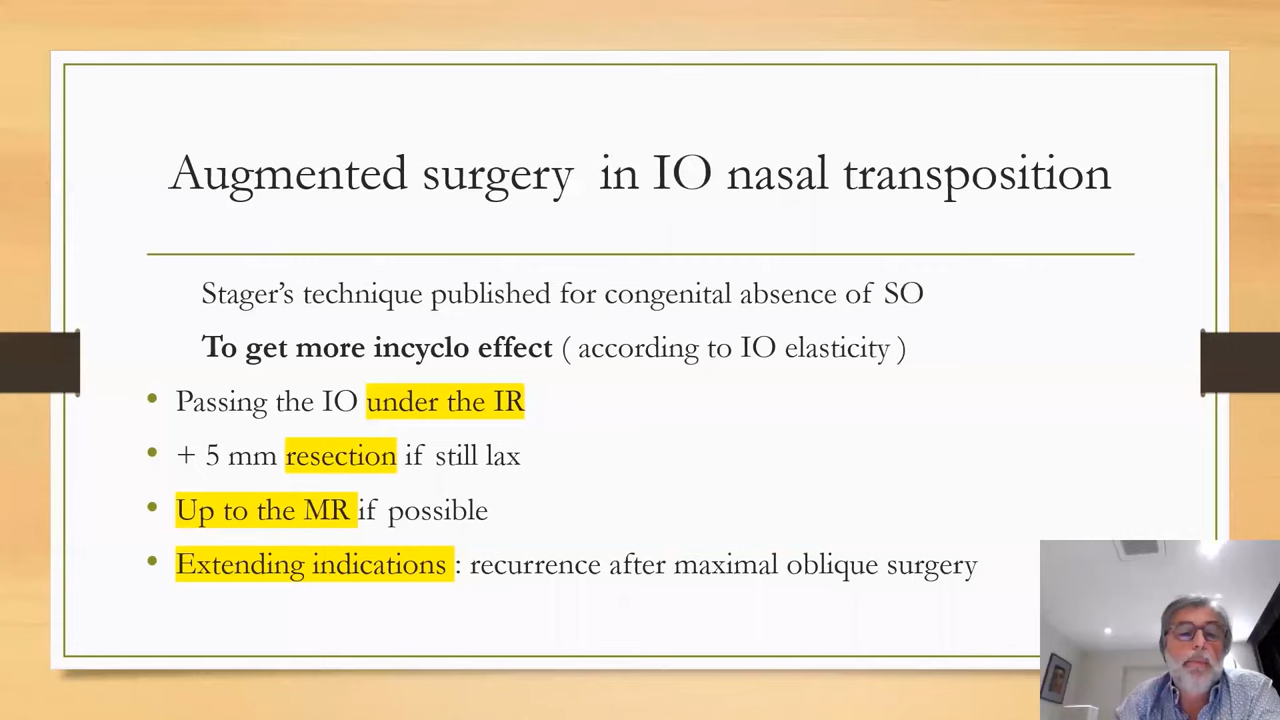 Augmented surgery in IO nasal transposition
Stager's technique published for congenital absence of SO
To get more incyclo effect ( according to IO elasticity )
• Passing the IO under the IR
• + 5 mm resection if still lax
• Up to the MR if possible
• Extending indications : recurrence after maximal oblique surgery